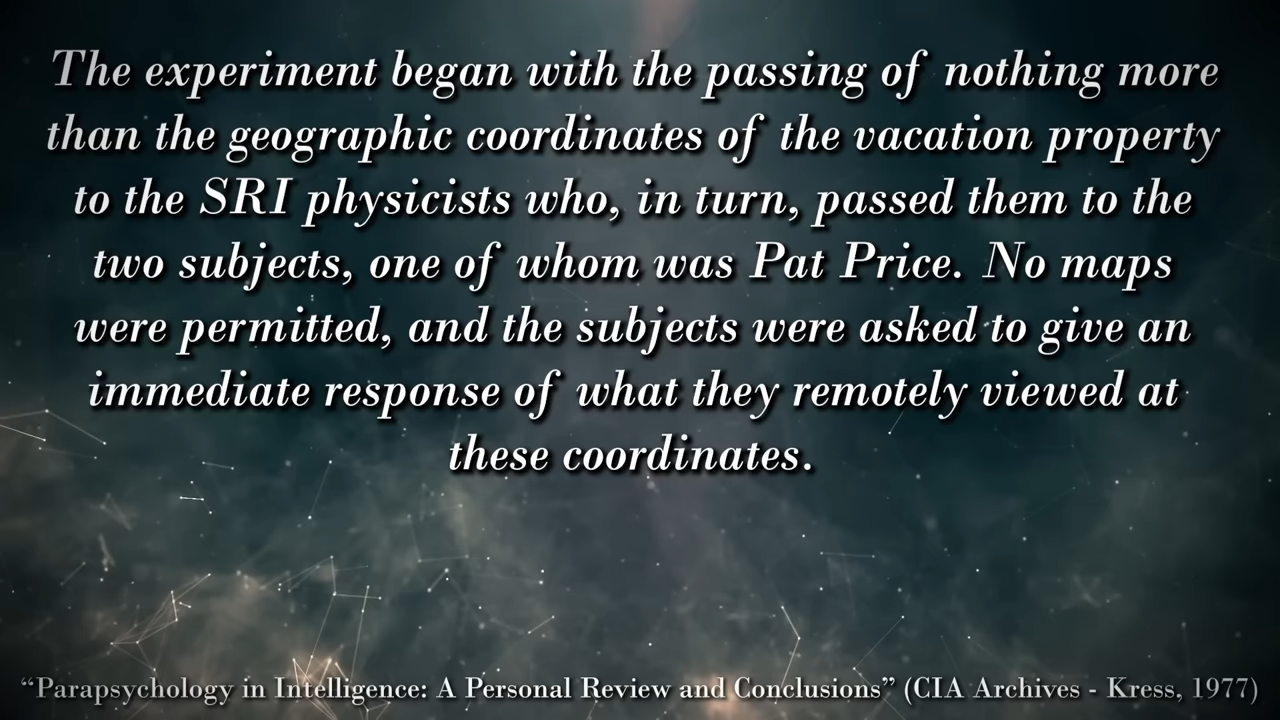 The experiment began with the passing of nothing more
than the geographic coordinates of the vacation property
to the SRI physicists who, in turn, passed them to the
two subjects, one of whom was Pat Price. No maps
were permitted, and the subjects were asked to give an
immediate response of what they remotely viewed at
these coordinates.
“Parapsychology in Intelligence: A Personal Review and Conclusions” (CIA Archives - Kress, 1977)